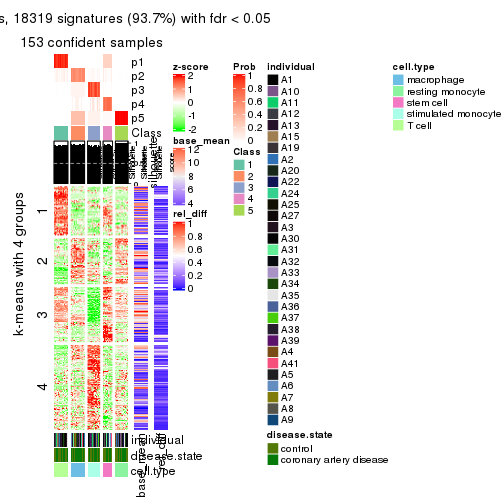 s, 18319 signatures (93.7%) with fdr < 0.05
153 confident samples
p1
p2
p3
p4
p5
Class
1
2
3
4
k-means with 4 groups
individual
disease.state
cell.type
base_mean
rel_diff
silhouette
score
z-score
2
1
0
-1
-2
base_mean
12
10
8
6
4
rel_diff
1
0.8
0.6
0.4
0.2
0
Prob
1
0.8
0.6
0.4
0.2
0
Class
1
2
3
4
5
individual
A1
A10
A11
A12
A13
A15
A19
A2
A20
A22
A24
A25
A27
A3
A30
A31
A32
A33
A34
A35
A36
A37
A38
A39
A4
A41
A5
A6
A7
A8
A9
disease.state
control
coronary artery disease
cell.type
macrophage
resting monocyte
stem cell
stimulated monocyte
T cell